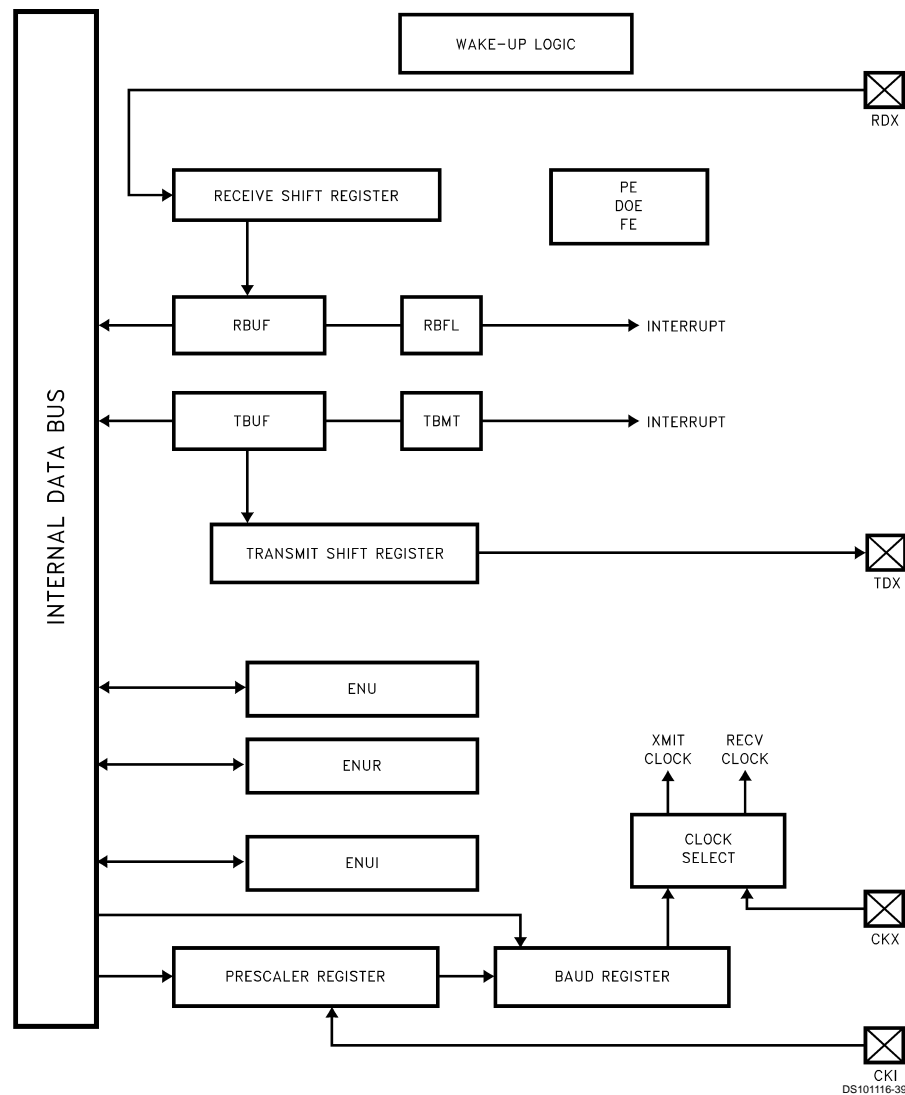 WAKE-UP LOGIC
RDX
RECEIVE SHIFT REGISTER
PE
DOE
FE
RBUF
RBFL
INTERRUPT
INTERNAL DATA BUS
TBUF
TBMT
INTERRUPT
TRANSMIT SHIFT REGISTER
TDX
ENU
XMIT
CLOCK
RECV
CLOCK
ENUR
CLOCK
SELECT
ENUI
CKX
PRESCALER REGISTER
BAUD REGISTER
CKI
DS101116-39